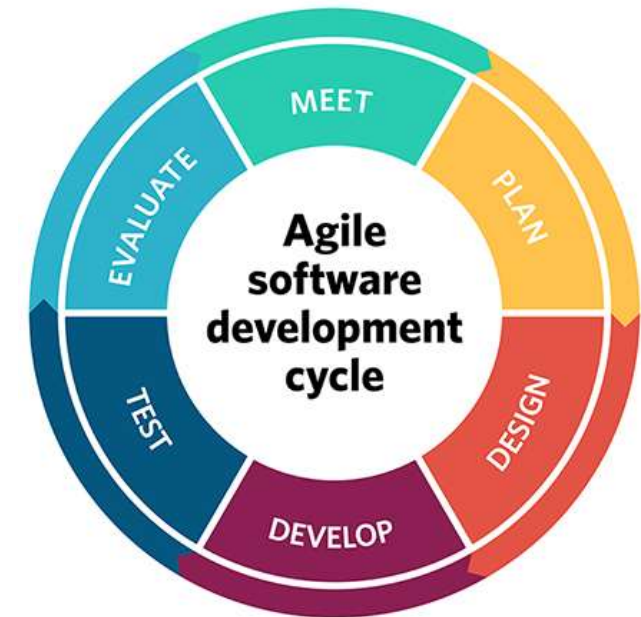 MEET
PLAN
DESIGN
DEVELOP
TEST
EVALUATE
Agile
software
development
cycle